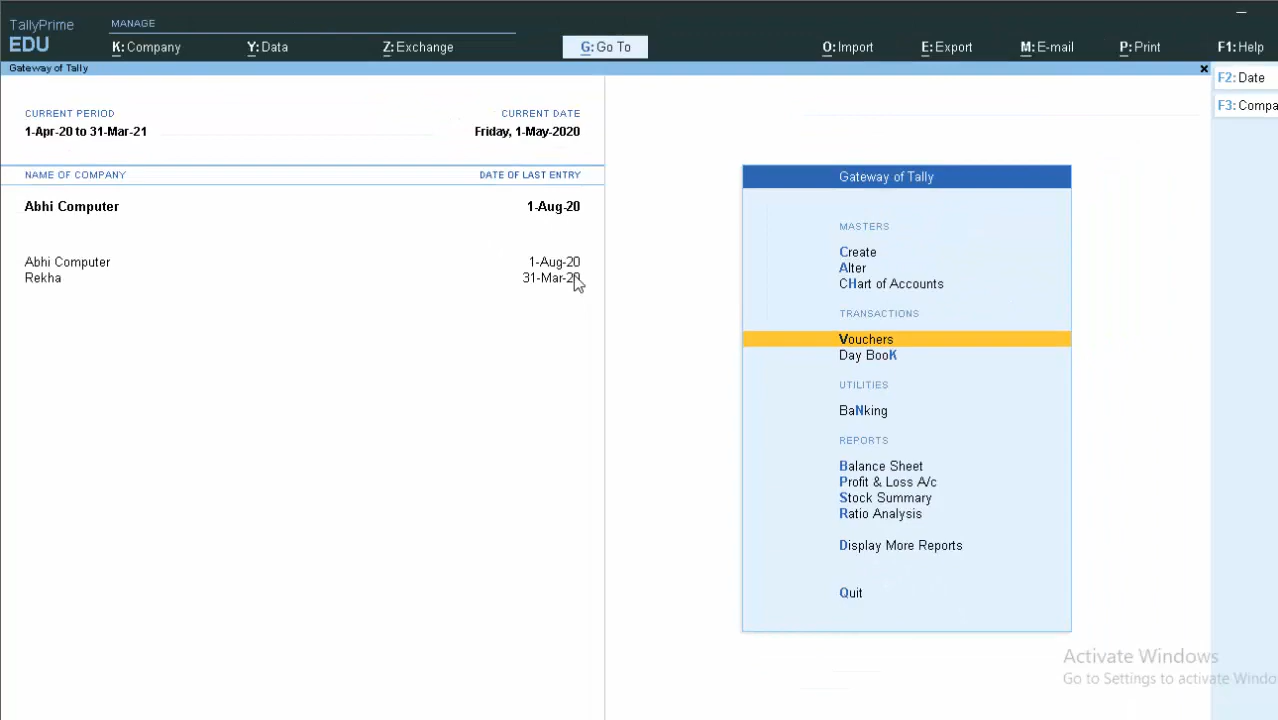 TallyPrime
EDU
MANAGE
K: Company
Y: Data
Z: Exchange
G: Go To
O: Import
E: Export
M: E-mail
P: Print
F1: Help
Gateway of Tally
F2: Date
F3: Compa
CURRENT PERIOD
CURRENT DATE
1-Apr-20 to 31-Mar-21
Friday, 1-May-2020
NAME OF COMPANY
DATE OF LAST ENTRY
Abhi Computer
1-Aug-20
Abhi Computer
1-Aug-20
Rekha
31-Mar-20
Gateway of Tally
MASTERS
Create
Alter
CHart of Accounts
TRANSACTIONS
Vouchers
Day BooK
UTILITIES
BaNking
REPORTS
Balance Sheet
Profit & Loss A/c
Stock Summary
Ratio Analysis
Display More Reports
Quit
Activate Windows
Go to Settings to activate Windo